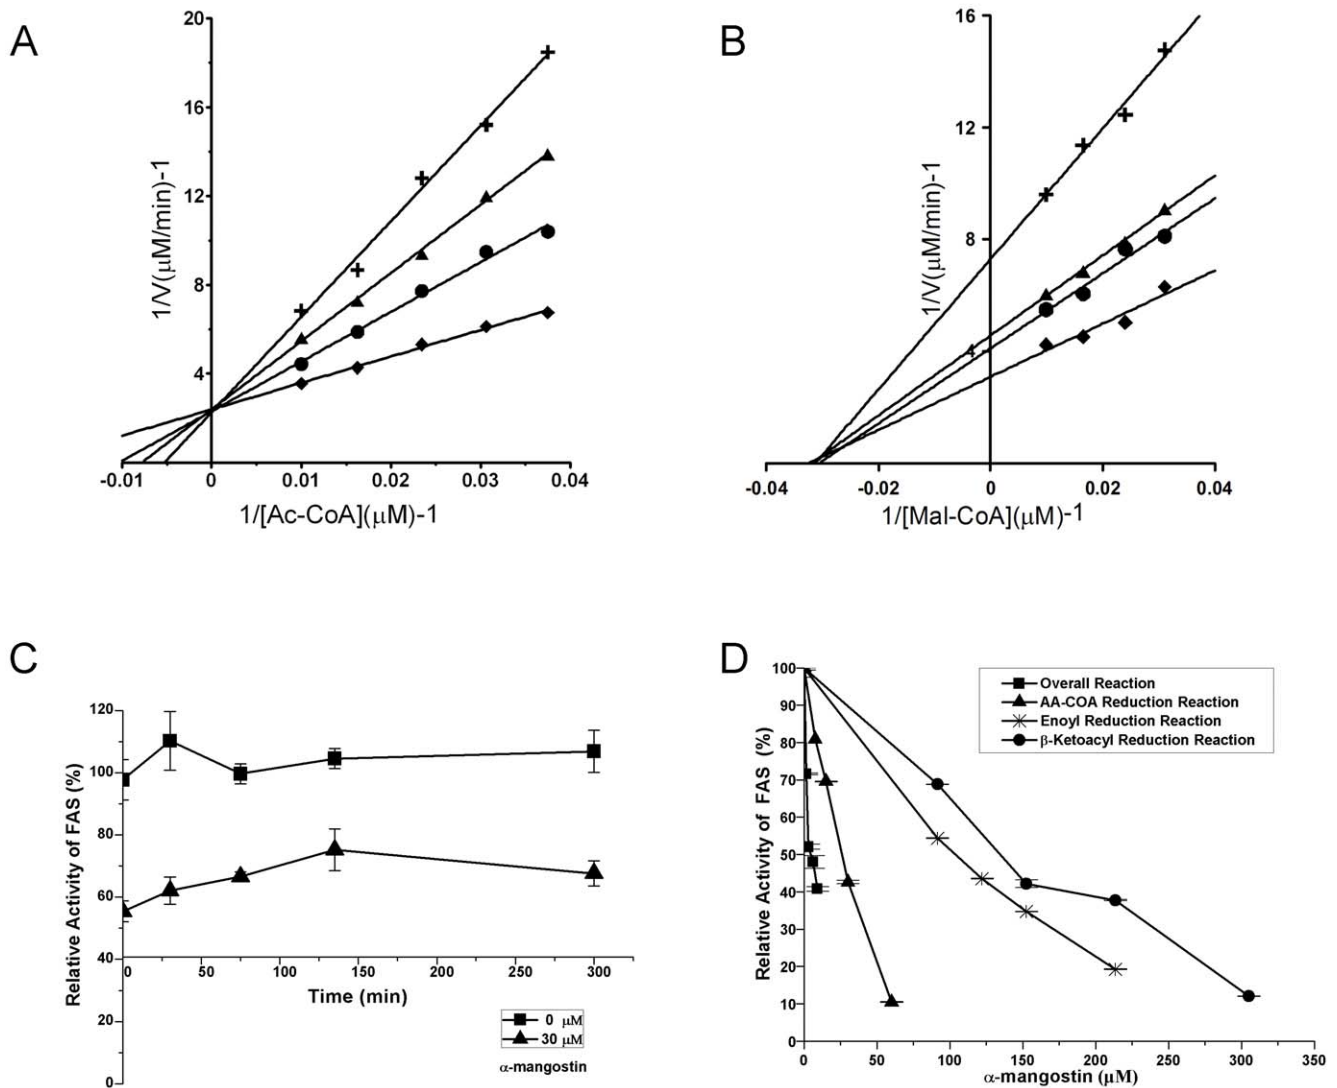 A
20
16
12
8
4
1/V(μM/min)-1
-0.01 0 0.01 0.02 0.03 0.04
1/[Ac-CoA](μM)-1
B
16
12
8
4
1/V(μM/min)-1
-0.04 -0.02 0 0.02 0.04
1/[Mal-CoA](μM)-1
C
120
100
80
60
40
20
0
Relative Activity of FAS (%)
0 50 100 150 200 250 300
Time (min)
0 μM
30 μM
α-mangostin
D
100
90
80
70
60
50
40
30
20
10
0
Relative Activity of FAS (%)
Overall Reaction
AA-COA Reduction Reaction
Enoyl Reduction Reaction
β-Ketoacyl Reduction Reaction
0 50 100 150 200 250 300 350
α-mangostin (μM)